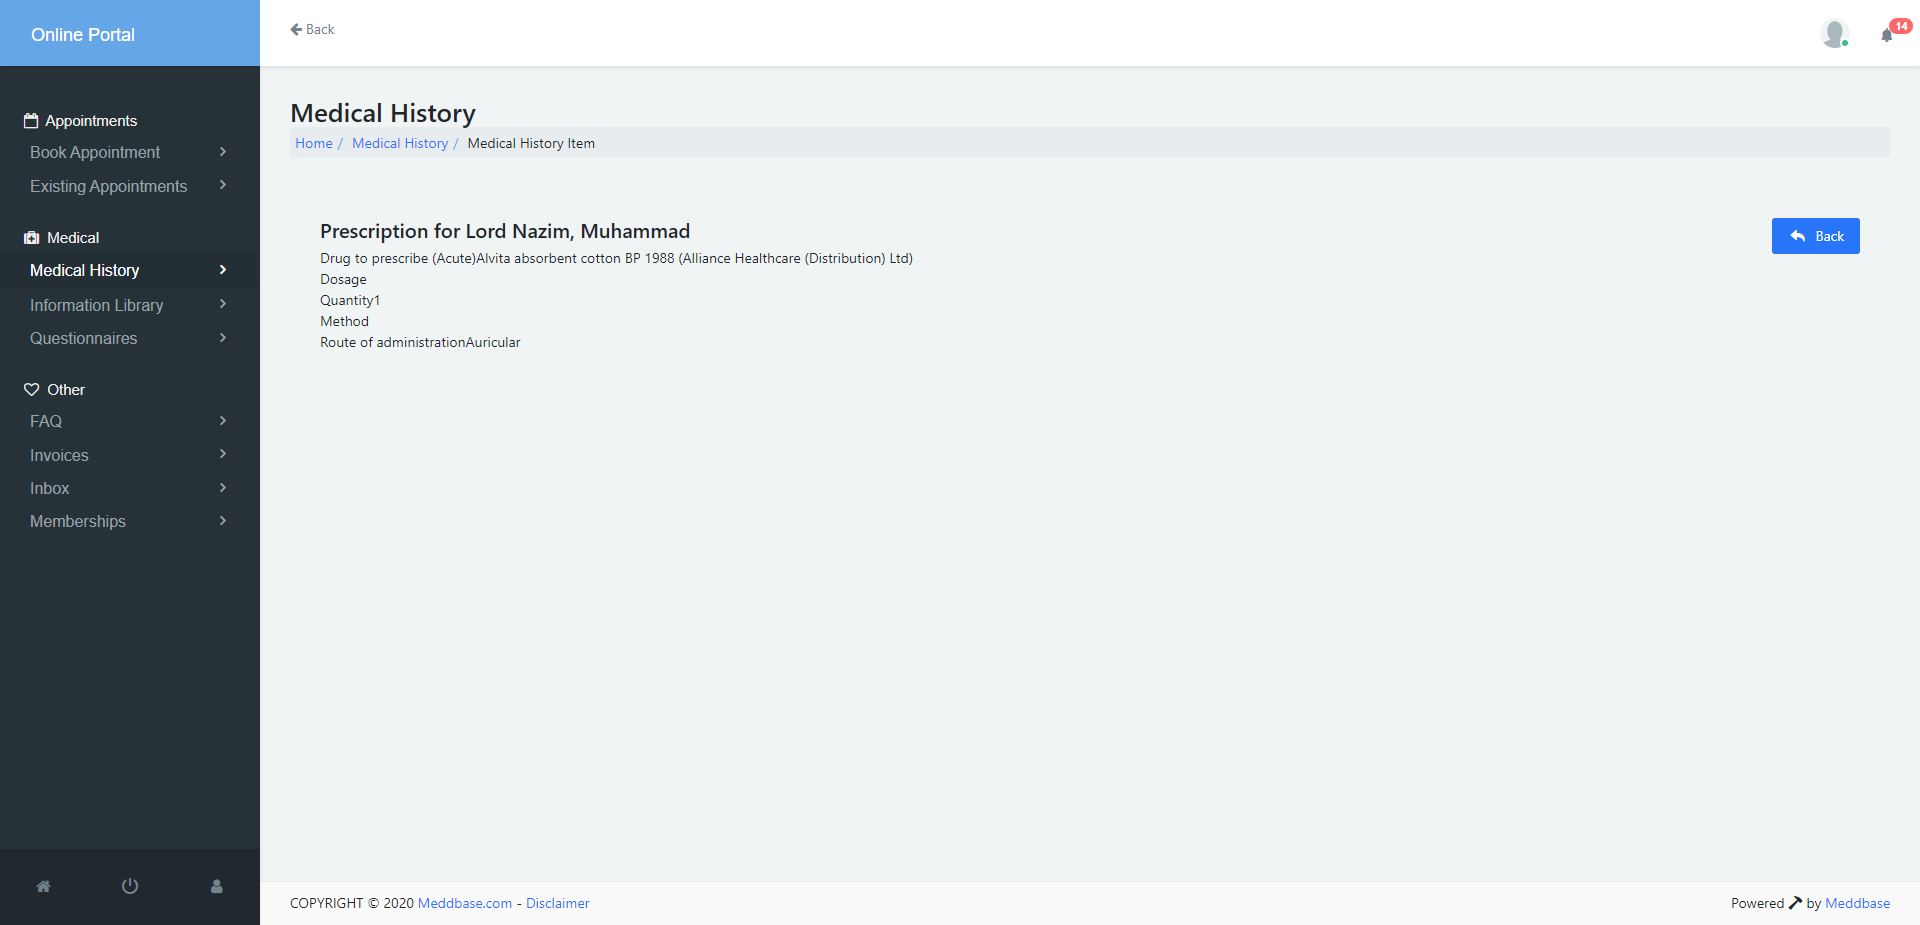 Online Portal
Back
14
Appointments
Book Appointment
Existing Appointments
Medical
Medical History
Information Library
Questionnaires
Other
FAQ
Invoices
Inbox
Memberships
Medical History
Home / Medical History / Medical History Item
Prescription for Lord Nazim, Muhammad
Back
Drug to prescribe (Acute)Alvita absorbent cotton BP 1988 (Alliance Healthcare (Distribution) Ltd)
Dosage
Quantity1
Method
Route of administrationAuricular
COPYRIGHT © 2020 Meddbase.com - Disclaimer
Powered by Meddbase